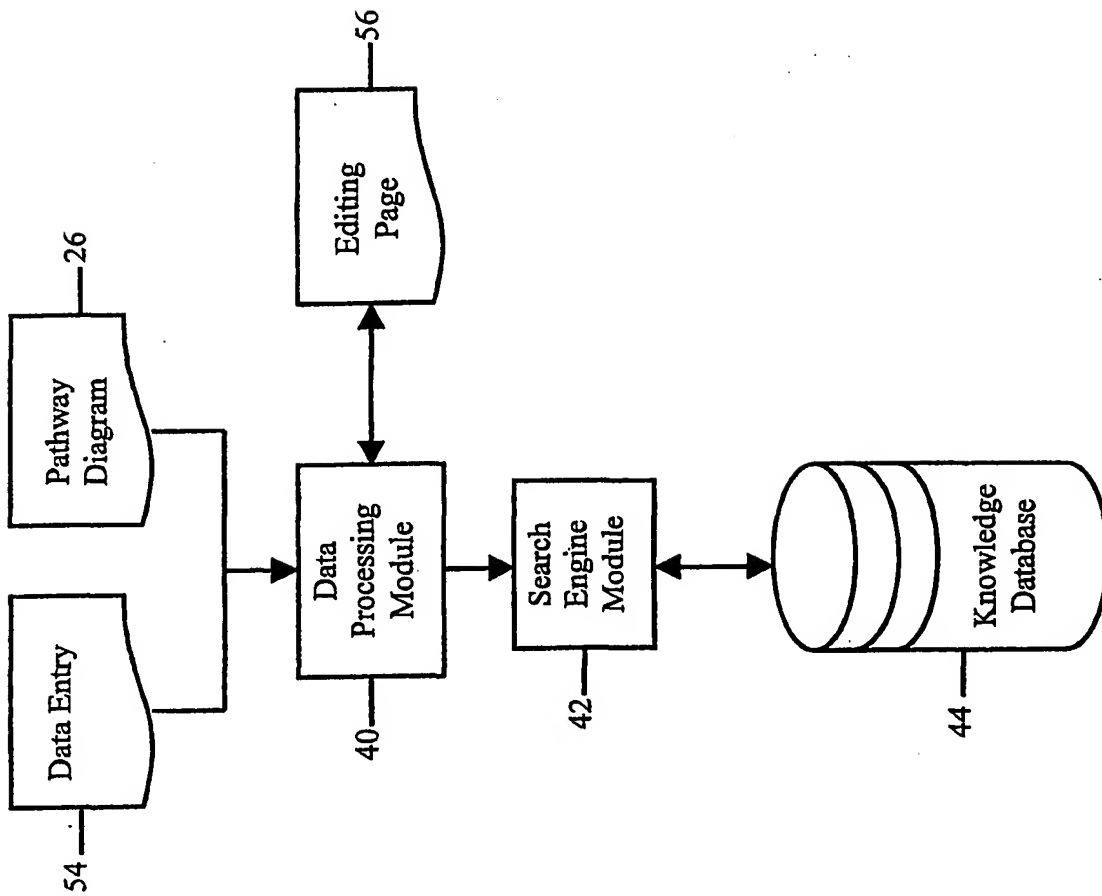 54
Data Entry
Pathway
Diagram
26
40
Data
Processing
Module
Editing
Page
56
42
Search
Engine
Module
44
Knowledge
Database